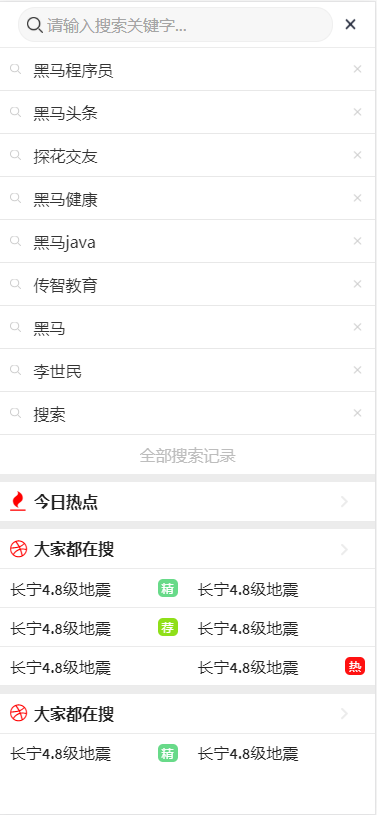 请输入搜索关键字... ×
黑马程序员 ×
黑马头条 ×
探花交友 ×
黑马健康 ×
黑马java ×
传智教育 ×
黑马 ×
李世民 ×
搜索 ×
全部搜索记录
今日热点
大家都在搜
长宁4.8级地震 精 长宁4.8级地震
长宁4.8级地震 荐 长宁4.8级地震
长宁4.8级地震 长宁4.8级地震 热
大家都在搜
长宁4.8级地震 精 长宁4.8级地震